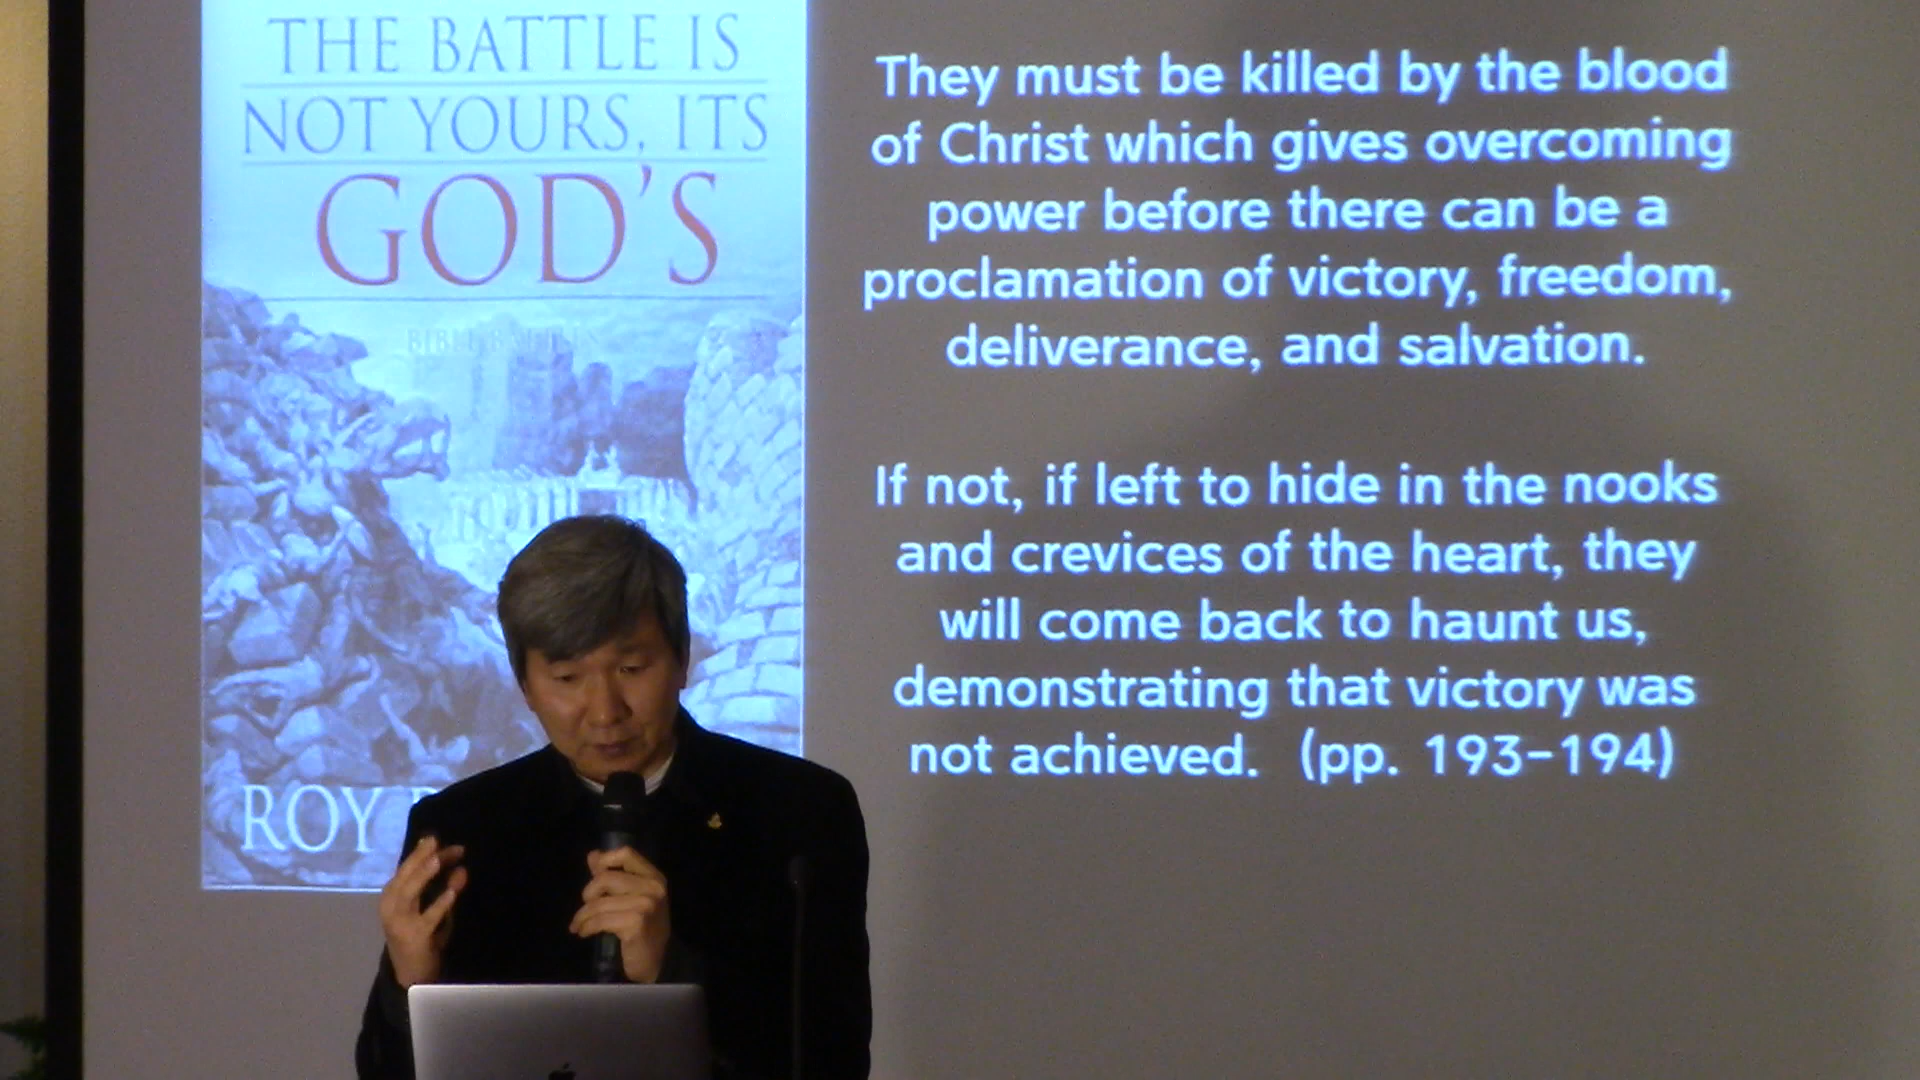 THE BATTLE IS
NOT YOURS, ITS
GOD'S
BIBLE BATTLES
ROY
They must be killed by the blood
of Christ which gives overcoming
power before there can be a
proclamation of victory, freedom,
deliverance, and salvation.
If not, if left to hide in the nooks
and crevices of the heart, they
will come back to haunt us,
demonstrating that victory was
not achieved. (pp. 193-194)